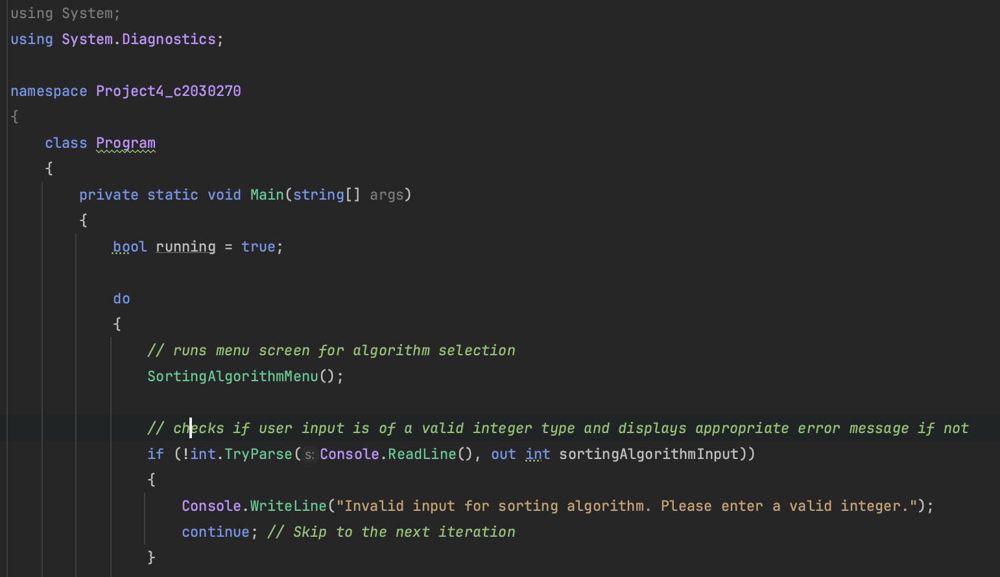 using System;
using System.Diagnostics;
namespace Project4_c2030270
{
class Program
{
private static void Main(string[] args)
{
bool running = true;
do
{
// runs menu screen for algorithm selection
SortingAlgorithmMenu();
// checks if user input is of a valid integer type and displays appropriate error message if not
if (!int.TryParse(s:Console.ReadLine(), out int sortingAlgorithmInput))
{
Console.WriteLine("Invalid input for sorting algorithm. Please enter a valid integer.");
continue; // Skip to the next iteration
}